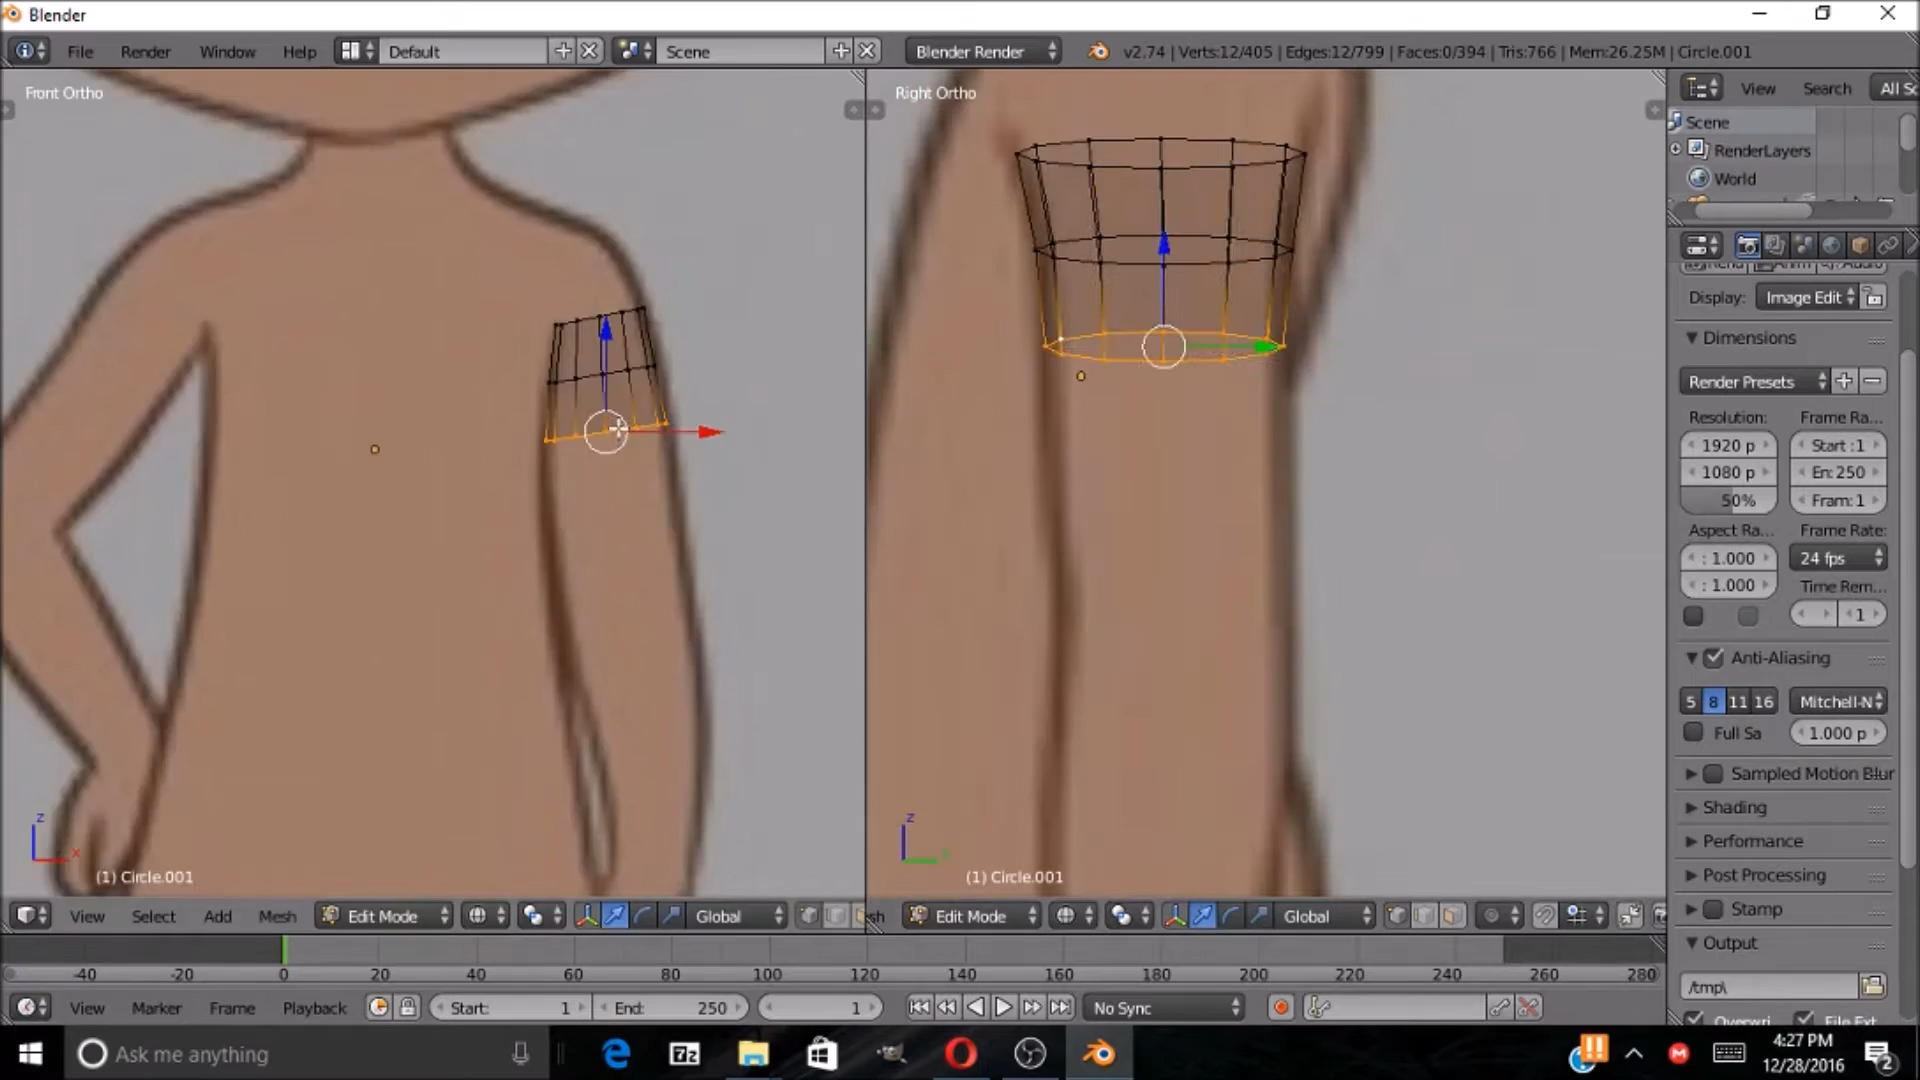 Blender
File Render Window Help Default Scene Blender Render v2.74 | Verts:12/405 | Edges:12/799 | Faces:0/394 | Tris:766 | Mem:26.25M | Circle.001
Front Ortho
Right Ortho
View Search All Sc
Scene
RenderLayers
World
Display: Image Edit
Dimensions
Render Presets
Resolution: Frame Ra...
1920 p Start :1
1080 p En: 250
50% Fram: 1
Aspect Ra... Frame Rate:
: 1.000 24 fps
: 1.000 Time Rem...
1
Anti-Aliasing
5 8 11 16 Mitchell-N
Full Sa 1.000 p
Sampled Motion Blur
Shading
Performance
Post Processing
Stamp
Output
/tmp\
Overwri File Ext
z
x
(1) Circle.001
z
(1) Circle.001
View Select Add Mesh Edit Mode Global
sh Edit Mode Global
-40 -20 0 20 40 60 80 100 120 140 160 180 200 220 240 260 280
View Marker Frame Playback Start: 1 End: 250 1 No Sync
Ask me anything
4:27 PM
12/28/2016
2